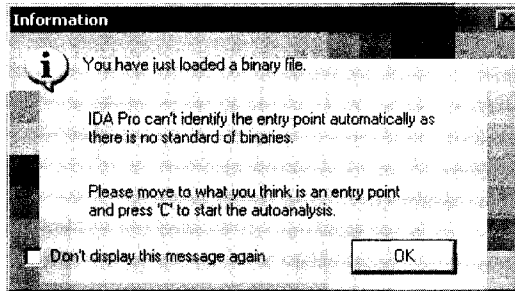 Information
You have just loaded a binary file.
IDA Pro can't identify the entry point automatically as
there is no standard of binaries.
Please move to what you think is an entry point
and press 'C' to start the autoanalysis.
Don't display this message again
OK